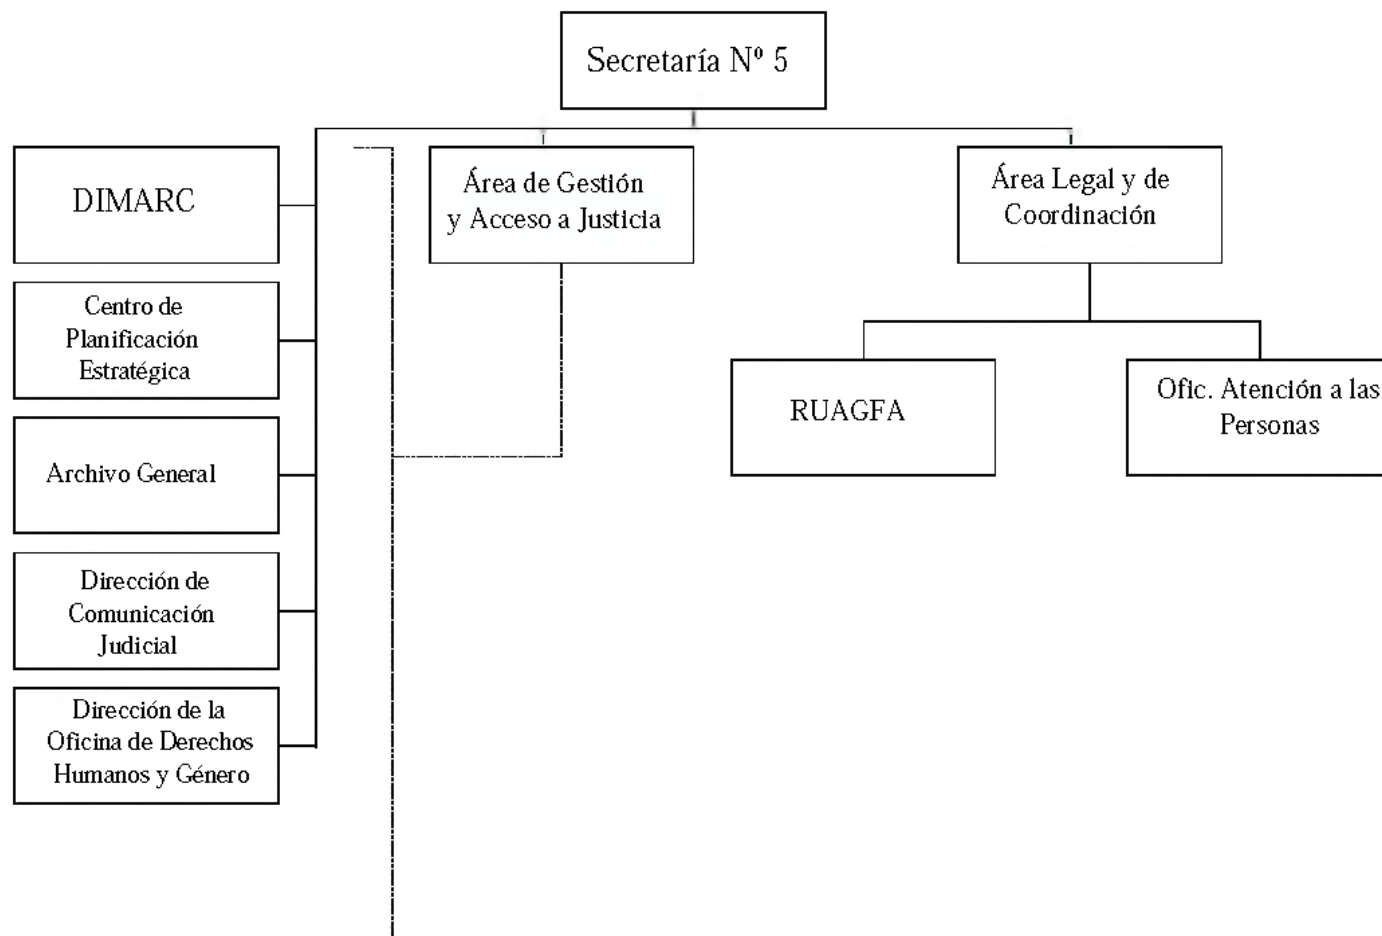 Secretaría Nº 5
DIMARC
Área de Gestión
y Acceso a Justicia
Área Legal y de
Coordinación
Centro de
Planificación
Estratégica
RUAGFA
Ofic. Atención a las
Personas
Archivo General
Dirección de
Comunicación
Judicial
Dirección de la
Oficina de Derechos
Humanos y Género